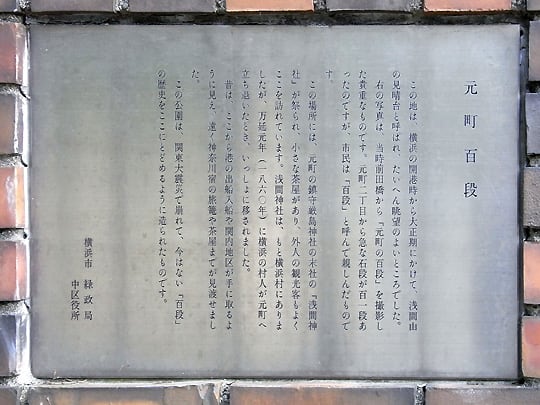 元町百段
この地は、横浜の開港時から大正期にかけて、浅間山
の見晴台と呼ばれ、たいへん眺望のよいところでした。
右の写真は、当時前田橋から「元町の百段」を撮影し
た貴重なものです。元町二丁目から急な石段が百一段あ
ったのですが、市民は「百段」と呼んで親しんだもので
す。
この場所には、元町の鎮守厳島神社の末社の「浅間神
社」が祭られ、小さな茶屋があり、外人の観光客もよく
ここを訪れています。浅間神社は、もと横浜村にありま
したが、万延元年(一八六〇年)に横浜の村人が元町へ
立ち退いたとき、いっしょに移されました。
昔は、ここから港の出船入船や関内地区が手に取るよ
うに見え、遠く神奈川宿の旅籠や茶屋までが見渡せまし
た。
この公園は、関東大震災で崩れて、今はない「百段」
の歴史をここにとどめるように造られたものです。
横浜市 緑政局
中区役所